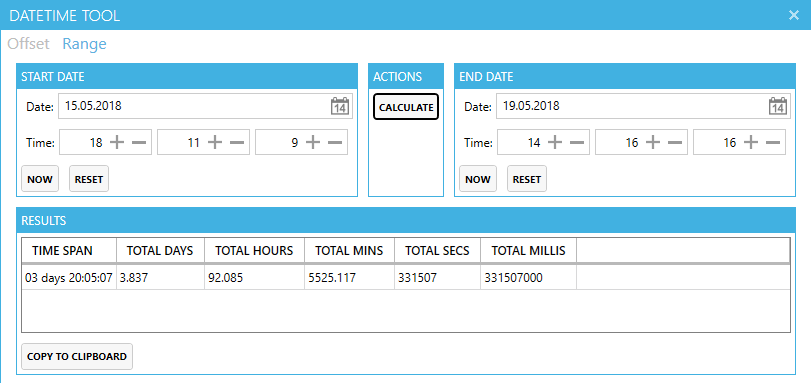 DATETIME TOOL
Offset Range
START DATE
Date: 15.05.2018 14
Time: 18 11 9
NOW RESET
ACTIONS
CALCULATE
END DATE
Date: 19.05.2018 14
Time: 14 16 16
NOW RESET
RESULTS
TIME SPAN TOTAL DAYS TOTAL HOURS TOTAL MINS TOTAL SECS TOTAL MILLIS
03 days 20:05:07 3.837 92.085 5525.117 331507 331507000
COPY TO CLIPBOARD